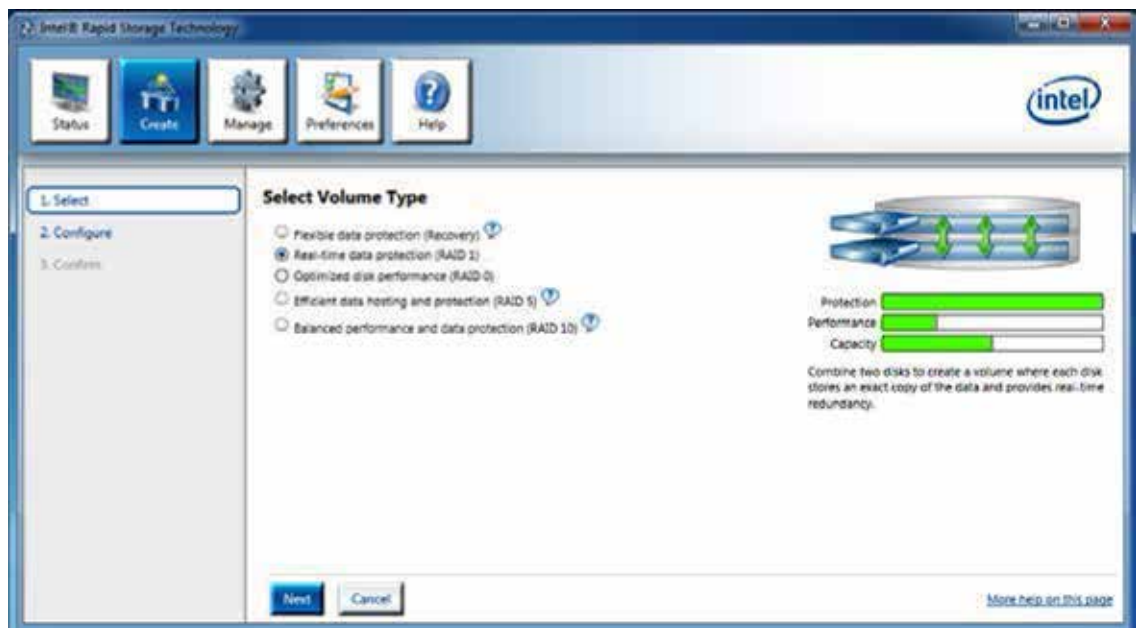 Intel® Rapid Storage Technology
Status
Create
Manage
Preferences
Help
intel
1. Select
2. Configure
3. Confirm
Select Volume Type
Flexible data protection (Recovery) ?
Real-time data protection (RAID 1)
Optimized disk performance (RAID 0)
Efficient data hosting and protection (RAID 5) ?
Balanced performance and data protection (RAID 10) ?
Protection
Performance
Capacity
Combine two disks to create a volume where each disk
stores an exact copy of the data and provides real-time
redundancy.
Next
Cancel
More help on this page